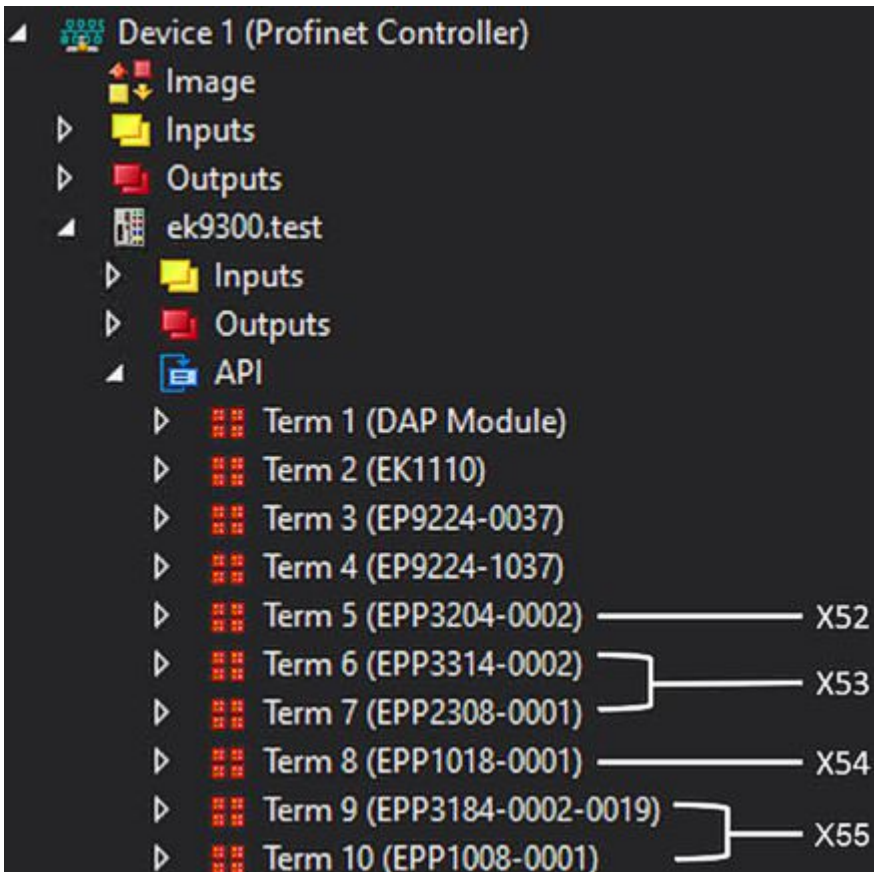 Device 1 (Profinet Controller)
Image
Inputs
Outputs
ek9300.test
Inputs
Outputs
API
Term 1 (DAP Module)
Term 2 (EK1110)
Term 3 (EP9224-0037)
Term 4 (EP9224-1037)
Term 5 (EPP3204-0002) X52
Term 6 (EPP3314-0002)
X53
Term 7 (EPP2308-0001)
Term 8 (EPP1018-0001) X54
Term 9 (EPP3184-0002-0019)
X55
Term 10 (EPP1008-0001)